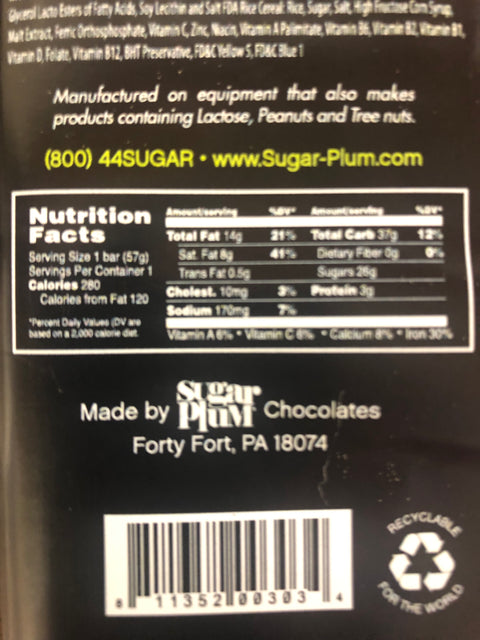 Glycerol Lacto Esters of Fatty Acids, Soy Lecithin and Salt FDA Rice Cereal: Rice, Sugar, Salt, High Fructose Corn Syrup,
Malt Extract, Ferric Orthophosphate, Vitamin C, Zinc, Niacin, Vitamin A Palmitate, Vitamin B6, Vitamin B2, Vitamin B1,
Vitamin D, Folate, Vitamin B12, BHT Preservative, FD&C Yellow 5, FD&C Blue 1
Manufactured on equipment that also makes
products containing Lactose, Peanuts and Tree nuts.
(800) 44SUGAR • www.Sugar-Plum.com
Nutrition
Facts
Serving Size 1 bar (57g)
Servings Per Container 1
Calories 280
Calories from Fat 120
*Percent Daily Values (DV are
based on a 2,000 calorie diet.
Amount/serving %DV* Amount/serving %DV*
Total Fat 14g 21% Total Carb 37g 12%
Sat. Fat 8g 41% Dietary Fiber 0g 0%
Trans Fat 0.5g Sugars 26g
Cholest. 10mg 3% Protein 3g
Sodium 170mg 7%
Vitamin A 6% • Vitamin C 6% • Calcium 8% • Iron 30%
Made by Sugar Plum Chocolates
Forty Fort, PA 18074
8 11352 00303 4
RECYCLABLE
FOR THE WORLD